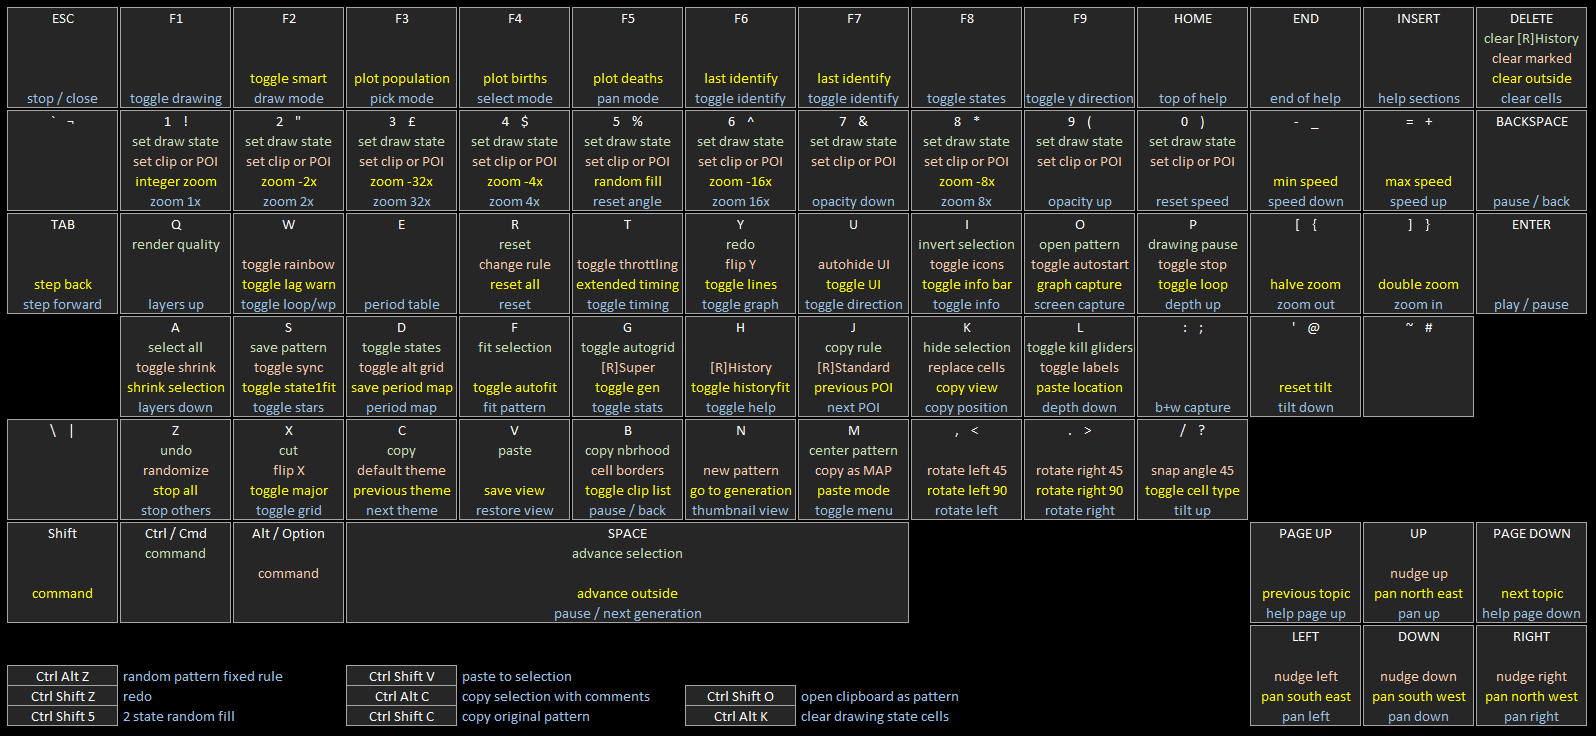 ESC F1 F2 F3 F4 F5 F6 F7 F8 F9 HOME END INSERT DELETE
clear [R]History
clear marked
toggle smart plot population plot births plot deaths last identify last identify clear outside
stop / close toggle drawing draw mode pick mode select mode pan mode toggle identify toggle identify toggle states toggle y direction top of help end of help help sections clear cells
` ¬ 1 ! 2 " 3 £ 4 $ 5 % 6 ^ 7 & 8 * 9 ( 0 ) - _ = + BACKSPACE
set draw state set draw state set draw state set draw state set draw state set draw state set draw state set draw state set draw state set draw state
set clip or POI set clip or POI set clip or POI set clip or POI set clip or POI set clip or POI set clip or POI set clip or POI set clip or POI set clip or POI
integer zoom zoom -2x zoom -32x zoom -4x random fill zoom -16x zoom -8x min speed max speed
zoom 1x zoom 2x zoom 32x zoom 4x reset angle zoom 16x opacity down zoom 8x opacity up reset speed speed down speed up pause / back
TAB Q W E R T Y U I O P [ { ] } ENTER
render quality reset redo invert selection open pattern drawing pause
toggle rainbow change rule toggle throttling flip Y autohide UI toggle icons toggle autostart toggle stop
step back toggle lag warn reset all extended timing toggle lines toggle UI toggle info bar graph capture toggle loop halve zoom double zoom
step forward layers up toggle loop/wp period table reset toggle timing toggle graph toggle direction toggle info screen capture depth up zoom out zoom in play / pause
A S D F G H J K L : ; ' @ ~ #
select all save pattern toggle states fit selection toggle autogrid copy rule hide selection toggle kill gliders
toggle shrink toggle sync toggle alt grid [R]Super [R]History [R]Standard replace cells toggle labels
shrink selection toggle state1fit save period map toggle autofit toggle gen toggle historyfit previous POI copy view paste location reset tilt
layers down toggle stars period map fit pattern toggle stats toggle help next POI copy position depth down b+w capture tilt down
\ | Z X C V B N M , < . > / ?
undo cut copy paste copy nbrhood center pattern
randomize flip X default theme cell borders new pattern copy as MAP rotate left 45 rotate right 45 snap angle 45
stop all toggle major previous theme save view toggle clip list go to generation paste mode rotate left 90 rotate right 90 toggle cell type
stop others toggle grid next theme restore view pause / back thumbnail view toggle menu rotate left rotate right tilt up
Shift Ctrl / Cmd Alt / Option SPACE PAGE UP UP PAGE DOWN
command advance selection
command nudge up
command advance outside previous topic pan north east next topic
pause / next generation help page up pan up help page down
LEFT DOWN RIGHT
Ctrl Alt Z random pattern fixed rule Ctrl Shift V paste to selection nudge left nudge down nudge right
Ctrl Shift Z redo Ctrl Alt C copy selection with comments Ctrl Shift O open clipboard as pattern pan south east pan south west pan north west
Ctrl Shift 5 2 state random fill Ctrl Shift C copy original pattern Ctrl Alt K clear drawing state cells pan left pan down pan right